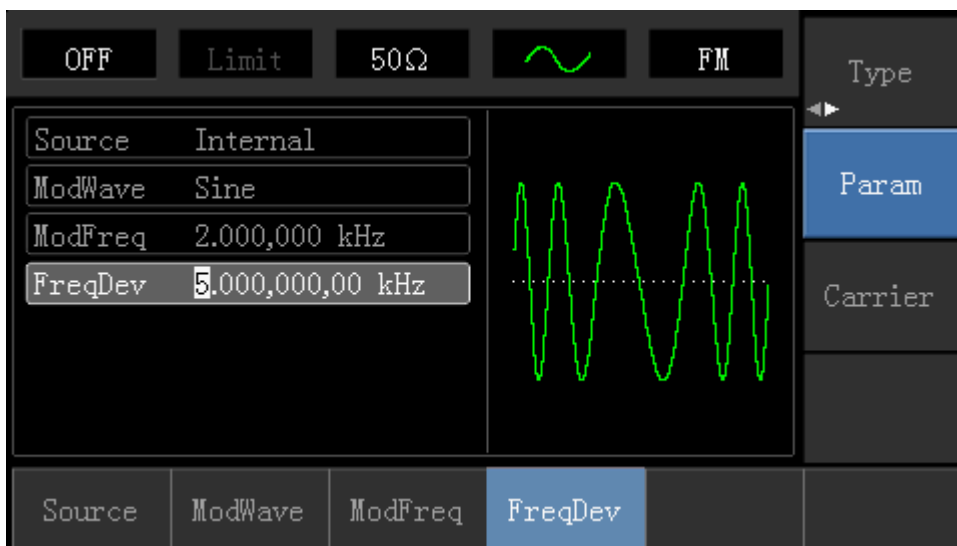 OFF Limit 50Ω FM
Type
Source Internal
ModWave Sine
ModFreq 2.000,000 kHz
FreqDev 5.000,000,00 kHz
Param
Carrier
Source ModWave ModFreq FreqDev